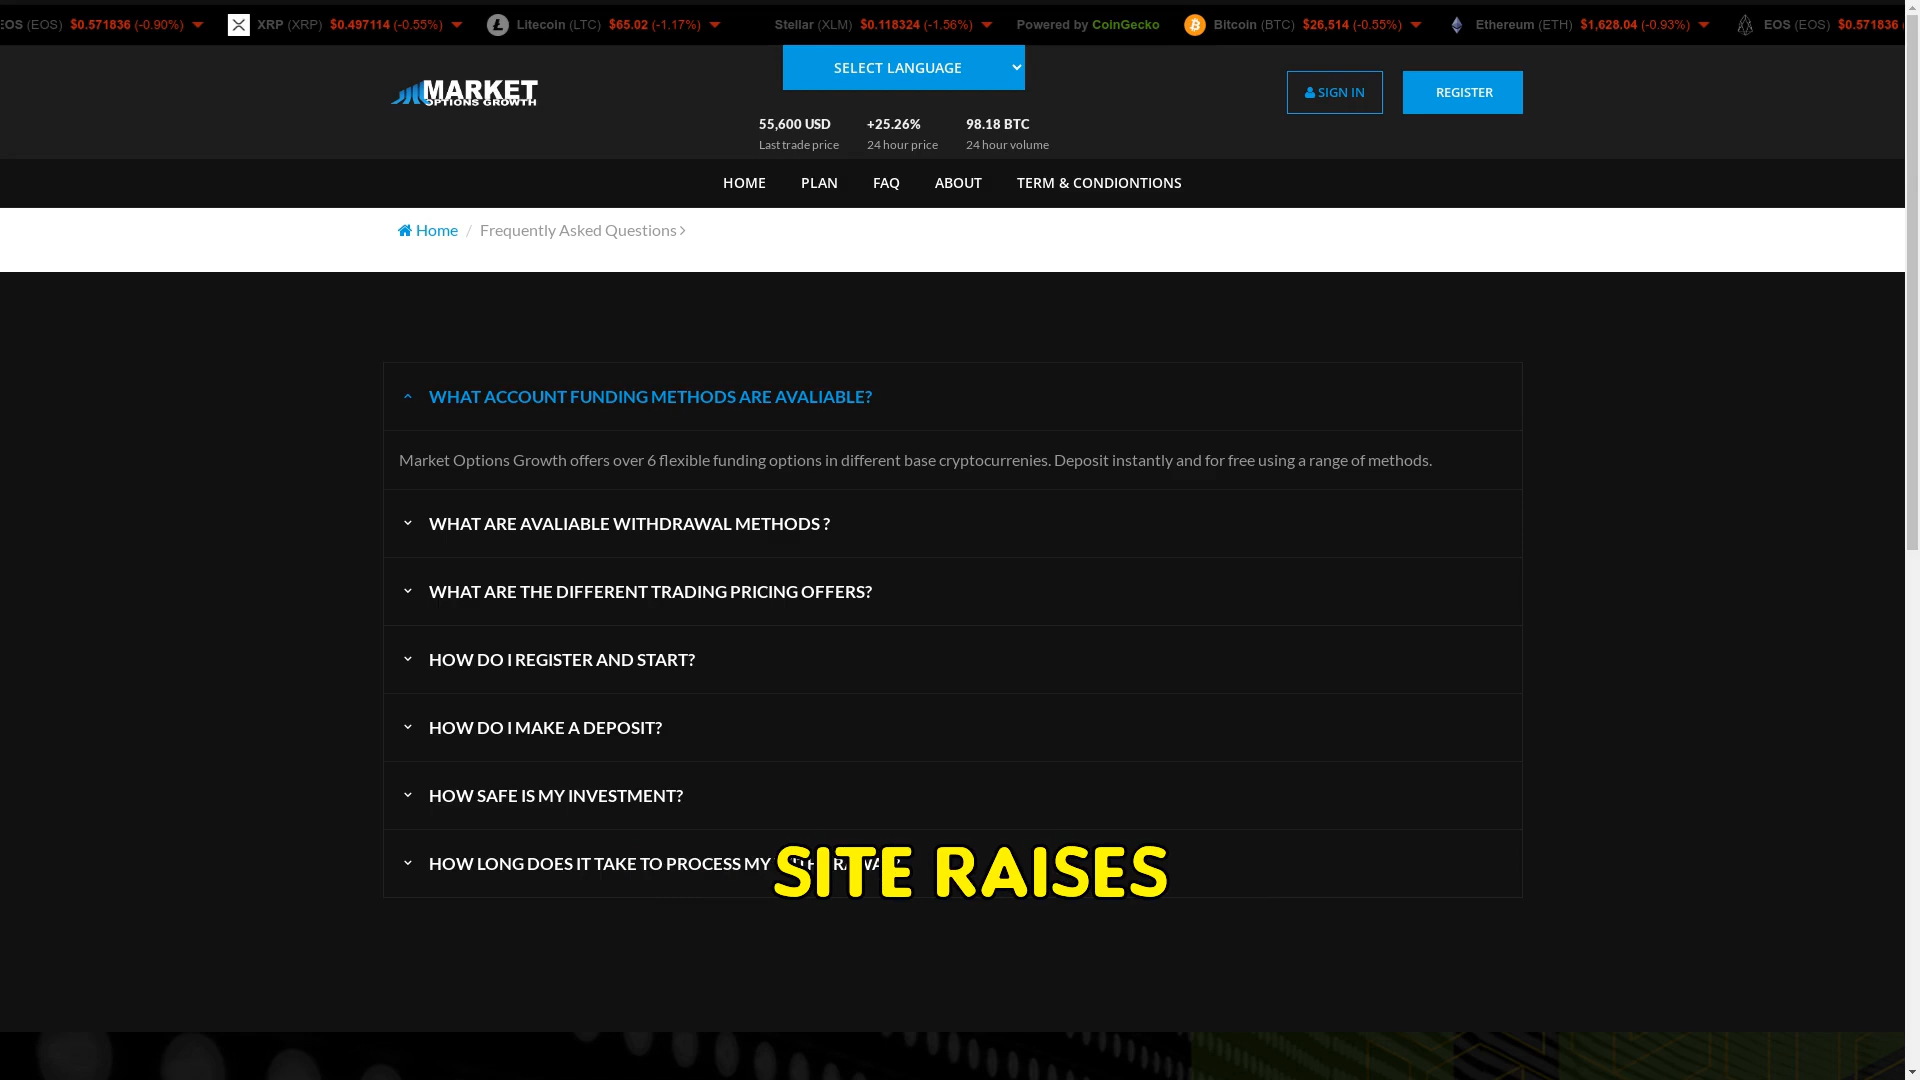 EOS (EOS) $0.571836 (-0.90%) XRP (XRP) $0.497114 (-0.55%) Litecoin (LTC) $65.02 (-1.17%) Stellar (XLM) $0.118324 (-1.56%) Powered by CoinGecko Bitcoin (BTC) $26,514 (-0.55%) Ethereum (ETH) $1,628.04 (-0.93%) EOS (EOS) $0.571836
SELECT LANGUAGE
MARKET
OPTIONS GROWTH
SIGN IN
REGISTER
55,600 USD +25.26% 98.18 BTC
Last trade price 24 hour price 24 hour volume
HOME PLAN FAQ ABOUT TERM & CONDIONTIONS
Home / Frequently Asked Questions
WHAT ACCOUNT FUNDING METHODS ARE AVALIABLE?
Market Options Growth offers over 6 flexible funding options in different base cryptocurrenies. Deposit instantly and for free using a range of methods.
WHAT ARE AVALIABLE WITHDRAWAL METHODS ?
WHAT ARE THE DIFFERENT TRADING PRICING OFFERS?
HOW DO I REGISTER AND START?
HOW DO I MAKE A DEPOSIT?
HOW SAFE IS MY INVESTMENT?
HOW LONG DOES IT TAKE TO PROCESS MY
SITE RAISES